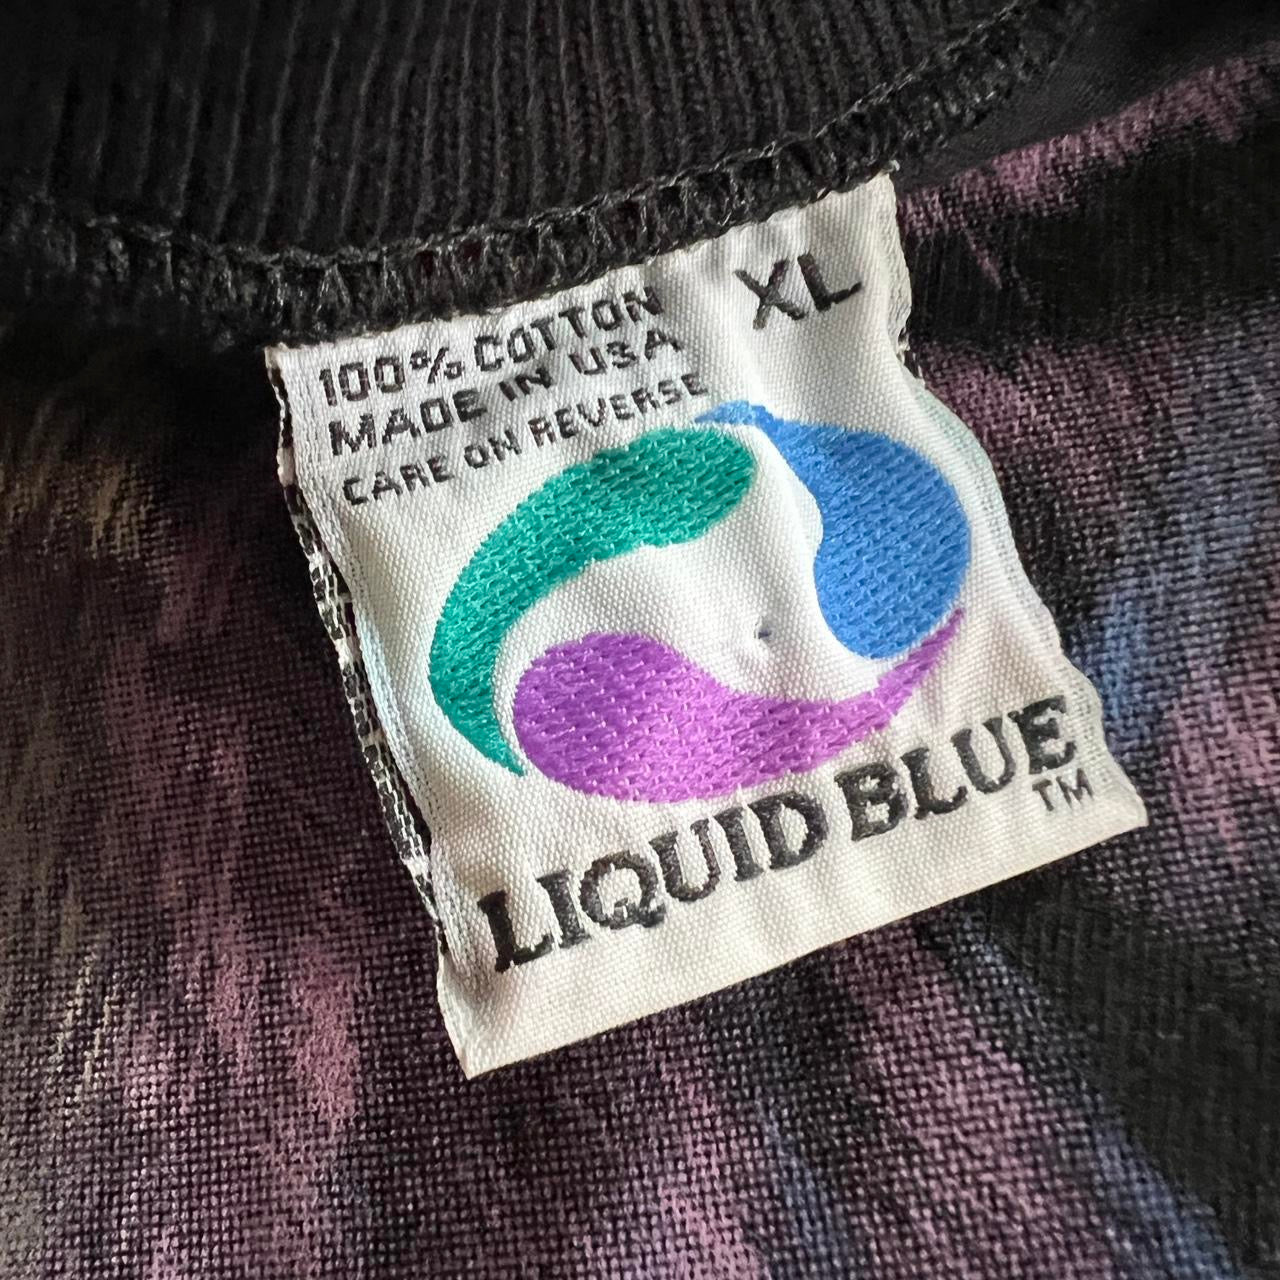 XL
100% COTTON
MADE IN USA
CARE ON REVERSE
LIQUID BLUE
TM